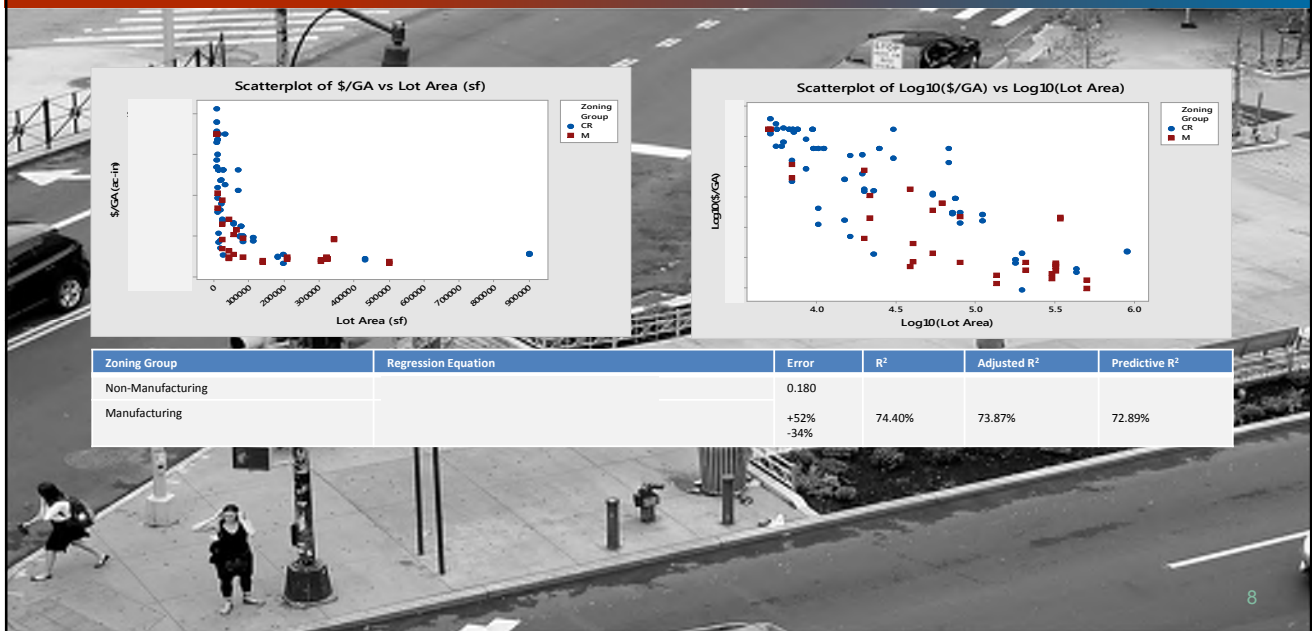 Scatterplot of $/GA vs Lot Area (sf)
$/GA (ac-in)
Zoning
Group
CR
M
0 100000 200000 300000 400000 500000 600000 700000 800000 900000
Lot Area (sf)
Scatterplot of Log10($/GA) vs Log10(Lot Area)
Log10($/GA)
Zoning
Group
CR
M
4.0 4.5 5.0 5.5 6.0
Log10(Lot Area)
Zoning Group Regression Equation Error R² Adjusted R² Predictive R²
Non-Manufacturing 0.180
Manufacturing +52% 74.40% 73.87% 72.89%
-34%
8